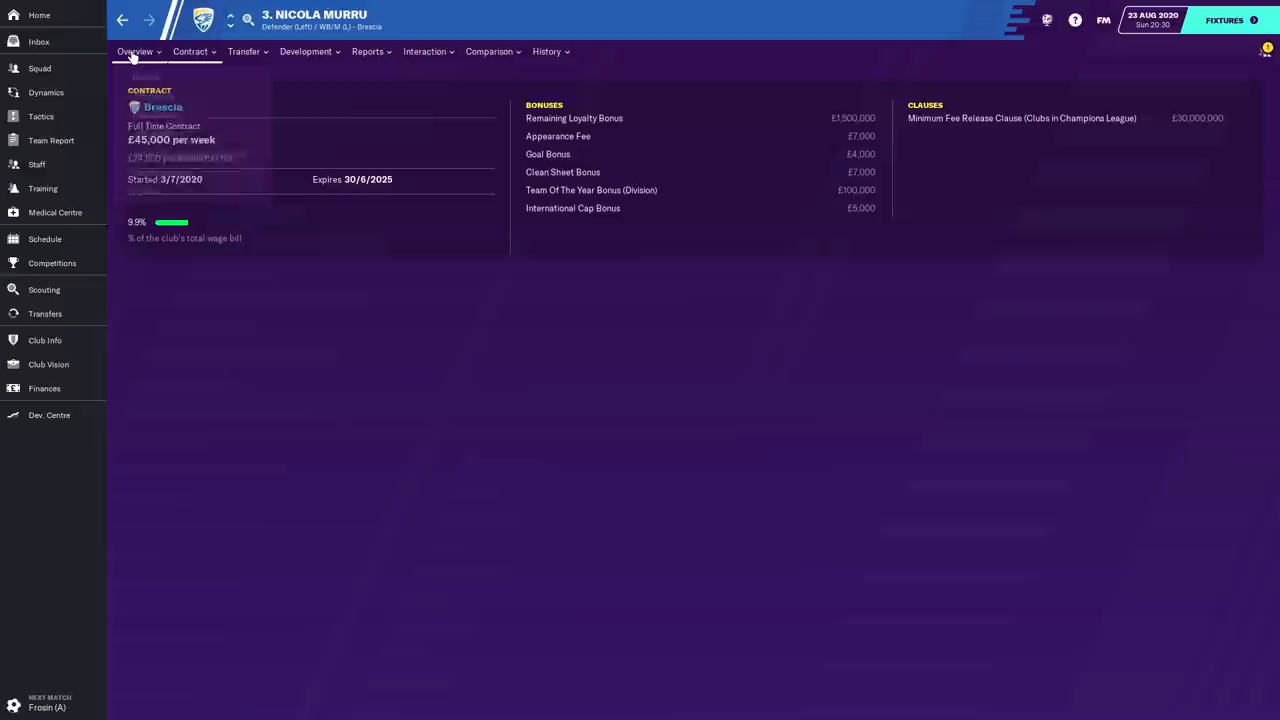 3. NICOLA MURRU
Defender (Left) / WB/M (L) - Brescia
FM
23 AUG 2020
Sun 20:30
FIXTURES
Home
Inbox
Squad
Dynamics
Tactics
Team Report
Staff
Training
Medical Centre
Schedule
Competitions
Scouting
Transfers
Club Info
Club Vision
Finances
Dev. Centre
NEXT MATCH
Frosin (A)
Overview
Contract
Transfer
Development
Reports
Interaction
Comparison
History
CONTRACT
Brescia
Full Time Contract
£45,000 per week
Started 3/7/2020
Expires 30/6/2025
9.9%
% of the club's total wage bill
BONUSES
Remaining Loyalty Bonus £1,500,000
Appearance Fee £7,000
Goal Bonus £4,000
Clean Sheet Bonus £7,000
Team Of The Year Bonus (Division) £100,000
International Cap Bonus £5,000
CLAUSES
Minimum Fee Release Clause (Clubs in Champions League) £30,000,000